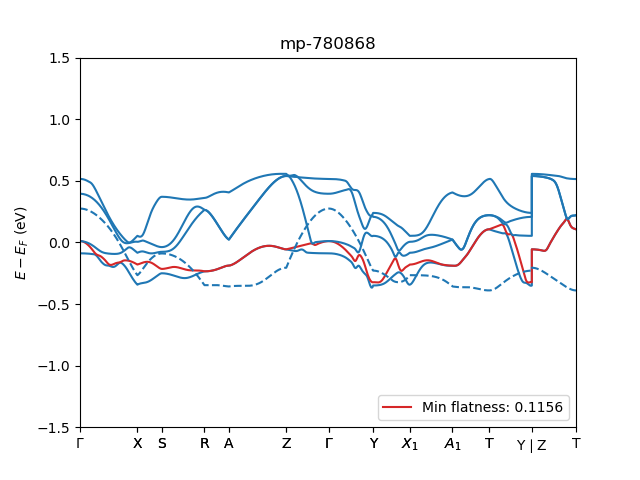 mp-780868
E − E_F (eV)
1.5
1.0
0.5
0.0
−0.5
−1.0
−1.5
Min flatness: 0.1156
Γ X S R A Z Γ Y X₁ A₁ T Y | Z T